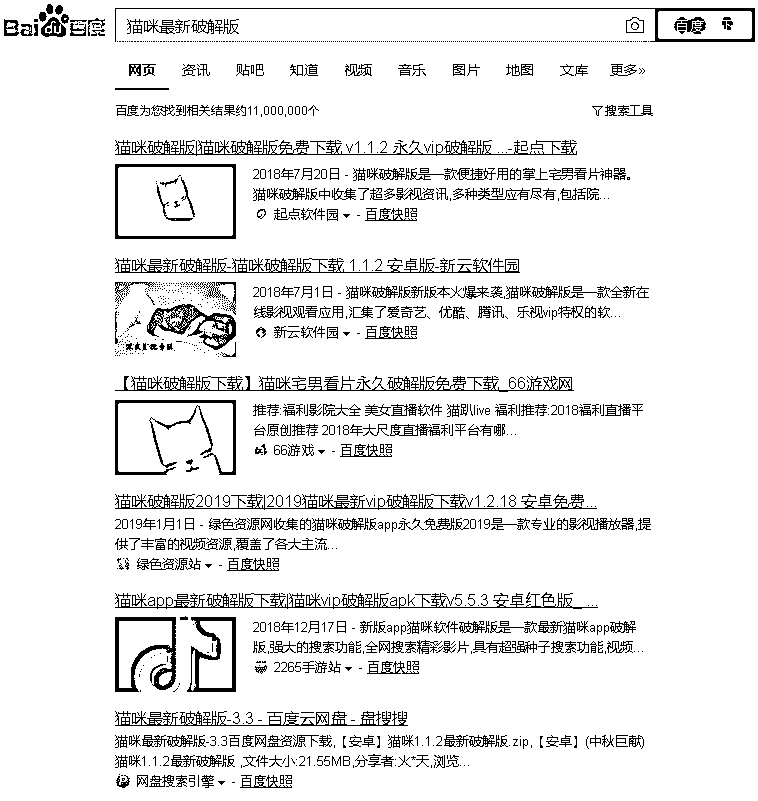 Bai 百度 猫咪最新破解版 百度一下
网页 资讯 贴吧 知道 视频 音乐 图片 地图 文库 更多»
百度为您找到相关结果约11,000,000个 搜索工具
猫咪破解版|猫咪破解版免费下载 v1.1.2 永久vip破解版 ...-起点下载
2018年7月20日 - 猫咪破解版是一款便捷好用的掌上宅男看片神器。
猫咪破解版中收集了超多影视资讯,多种类型应有尽有,包括院...
起点软件园 - 百度快照
猫咪最新破解版-猫咪破解版下载 1.1.2 安卓版-新云软件园
2018年7月1日 - 猫咪破解版新版本火爆来袭,猫咪破解版是一款全新在
线影视观看应用,汇集了爱奇艺、优酷、腾讯、乐视vip特权的软...
新云软件园 - 百度快照
【猫咪破解版下载】猫咪宅男看片永久破解版免费下载_66游戏网
推荐:福利影院大全 美女直播软件 猫趴live 福利推荐:2018福利直播平
台原创推荐 2018年大尺度直播福利平台有哪...
66游戏 - 百度快照
猫咪破解版2019下载|2019猫咪最新vip破解版下载v1.2.18 安卓免费...
2019年1月1日 - 绿色资源网收集的猫咪破解版app永久免费版2019是一款专业的影视播放器,提
供了丰富的视频资源,覆盖了各大主流...
绿色资源站 - 百度快照
猫咪app最新破解版下载|猫咪vip破解版apk下载v5.5.3 安卓红色版_ ...
2018年12月17日 - 新版app猫咪软件破解版是一款最新猫咪app破解
版,强大的搜索功能,全网搜索精彩影片,具有超强种子搜索功能,视频...
2265手游站 - 百度快照
猫咪最新破解版-3.3 - 百度云网盘 - 盘搜搜
猫咪最新破解版-3.3百度网盘资源下载,【安卓】猫咪1.1.2最新破解版.zip,【安卓】(中秋巨献)
猫咪1.1.2最新破解版 ,文件大小:21.55MB,分享者:火*天,浏览...
网盘搜索引擎 - 百度快照